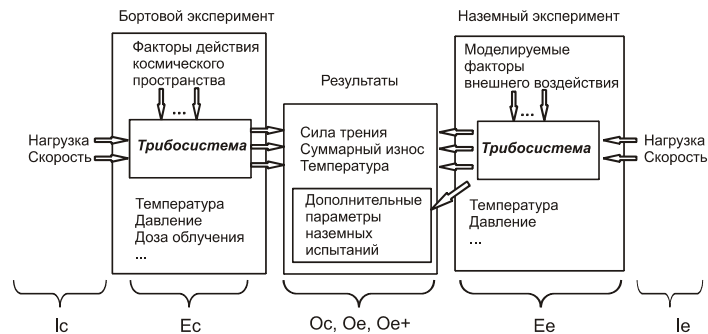 Бортовой эксперимент
Факторы действия
космического
пространства
...
Нагрузка
Скорость
Трибосистема
Температура
Давление
Доза облучения
...
Результаты
Сила трения
Суммарный износ
Температура
Дополнительные
параметры
наземных
испытаний
Наземный эксперимент
Моделируемые
факторы
внешнего воздействия
...
Трибосистема
Нагрузка
Скорость
Температура
Давление
...
Ic
Ec
Oc, Oe, Oe+
Ee
Ie